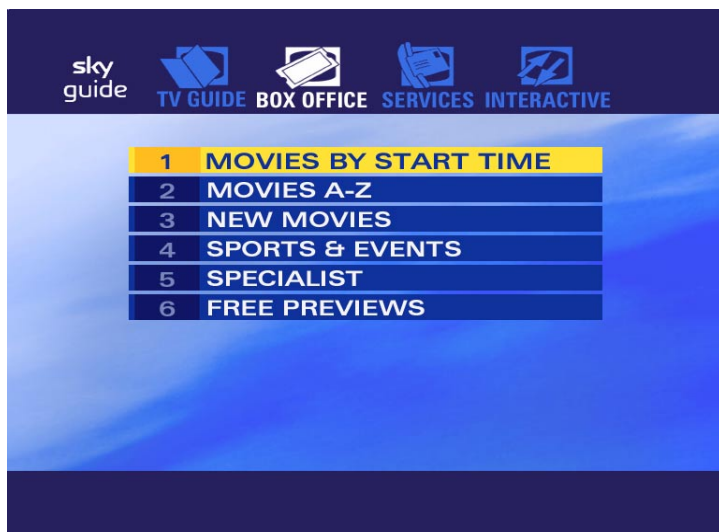 sky
guide
TV GUIDE BOX OFFICE SERVICES INTERACTIVE
1 MOVIES BY START TIME
2 MOVIES A-Z
3 NEW MOVIES
4 SPORTS & EVENTS
5 SPECIALIST
6 FREE PREVIEWS